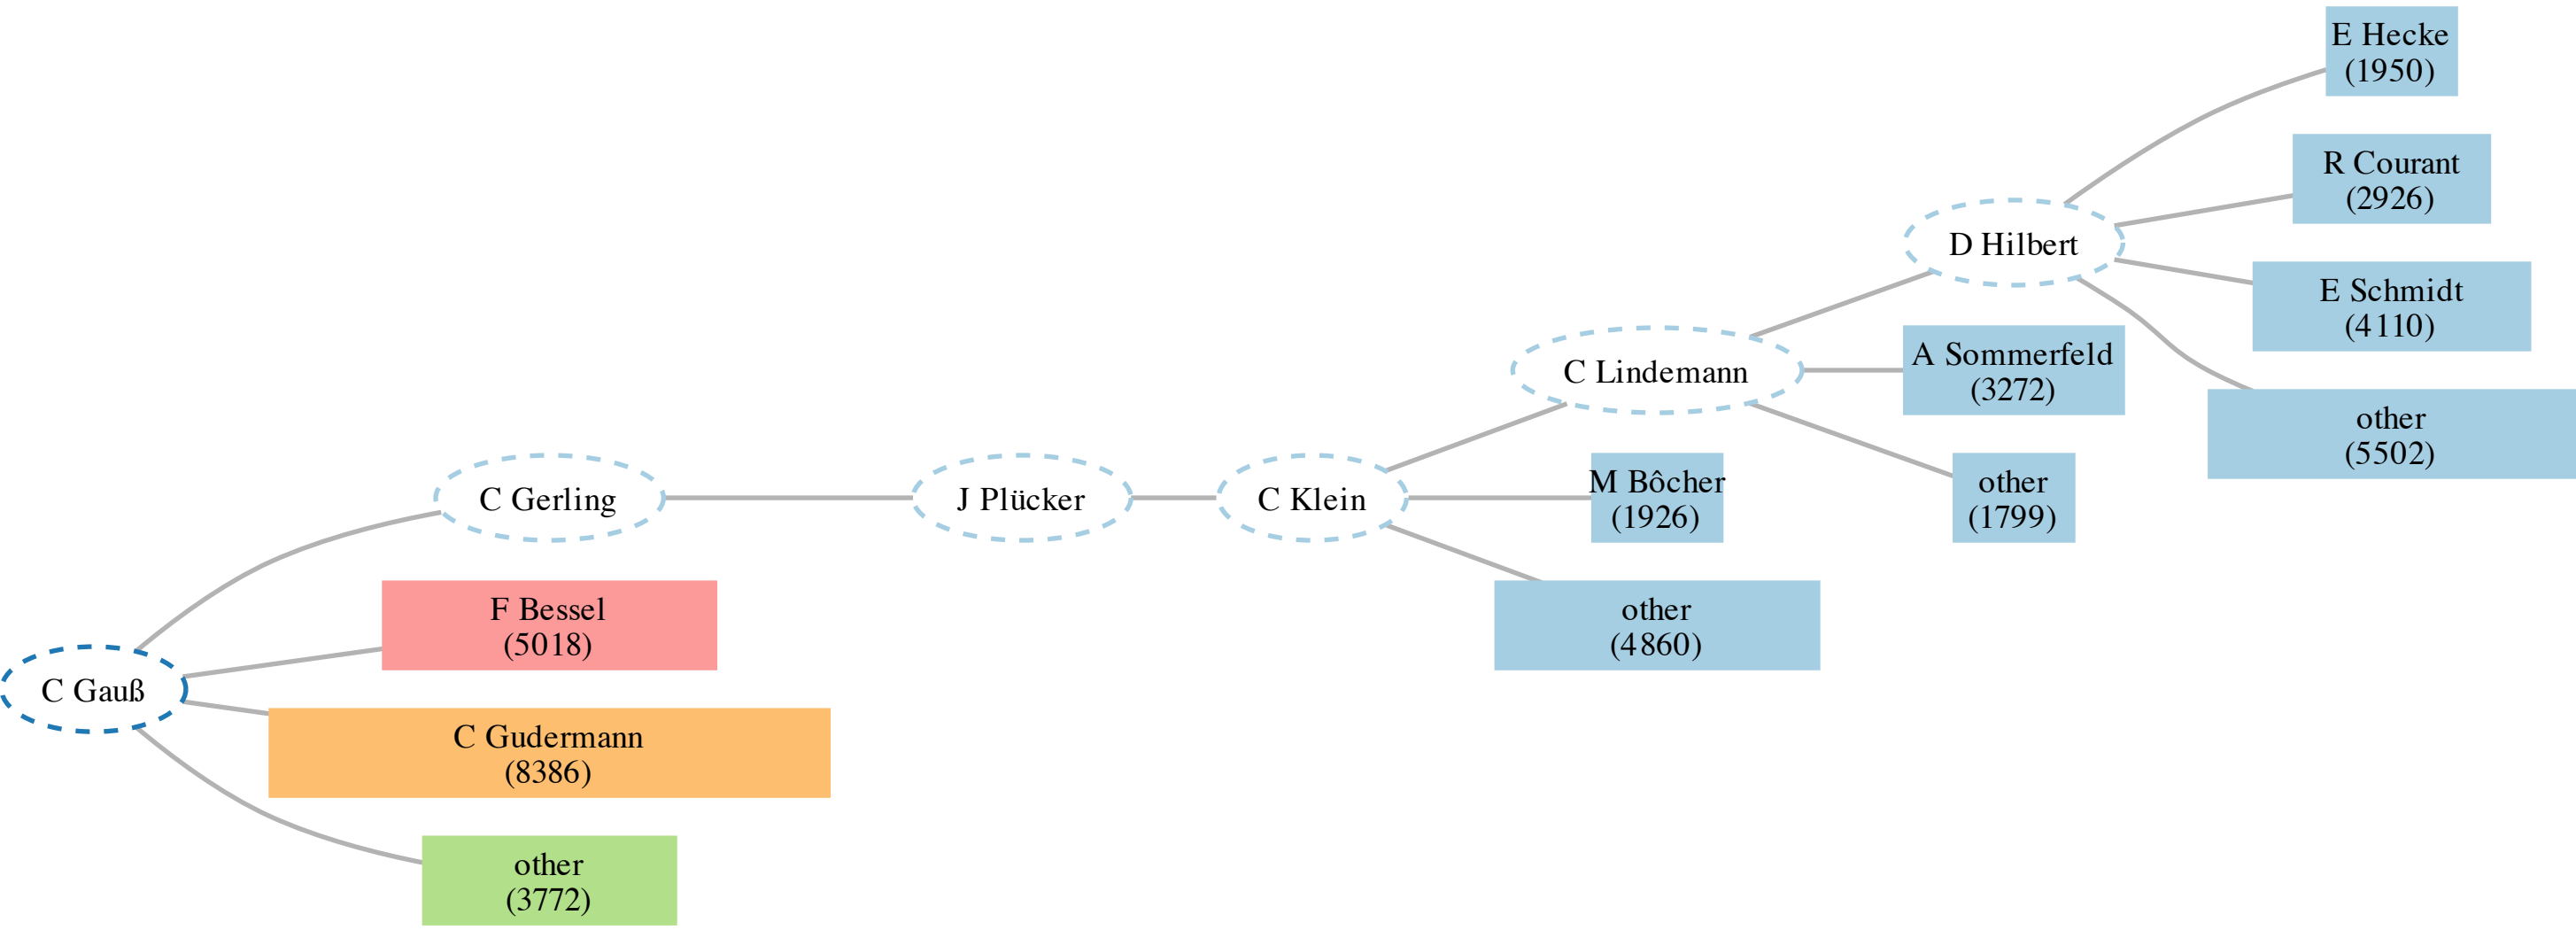 E Hecke
(1950)
R Courant
(2926)
D Hilbert
E Schmidt
(4110)
A Sommerfeld
(3272)
C Lindemann
other
(5502)
C Gerling
J Plücker
C Klein
M Bôcher
(1926)
other
(1799)
F Bessel
(5018)
other
(4860)
C Gauß
C Gudermann
(8386)
other
(3772)